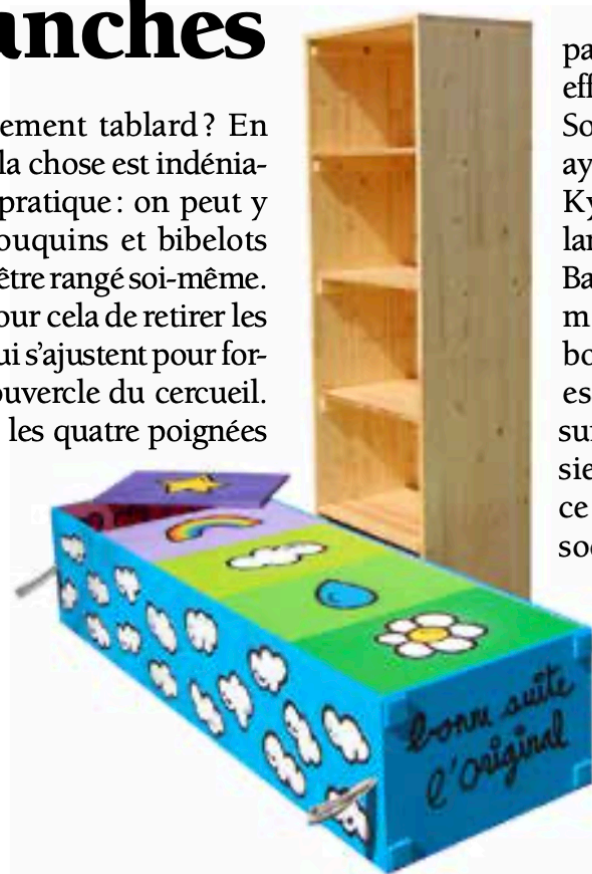 anches
ement tablard? En
la chose est indénia-
pratique : on peut y
ouquins et bibelots
être rangé soi-même.
our cela de retirer les
ui s'ajustent pour for-
ouvercle du cercueil.
les quatre poignées
pa
eff
So
ay
Ky
lar
Ba
m
bo
es
sur
sie
ce
so
bonne suite
l'original